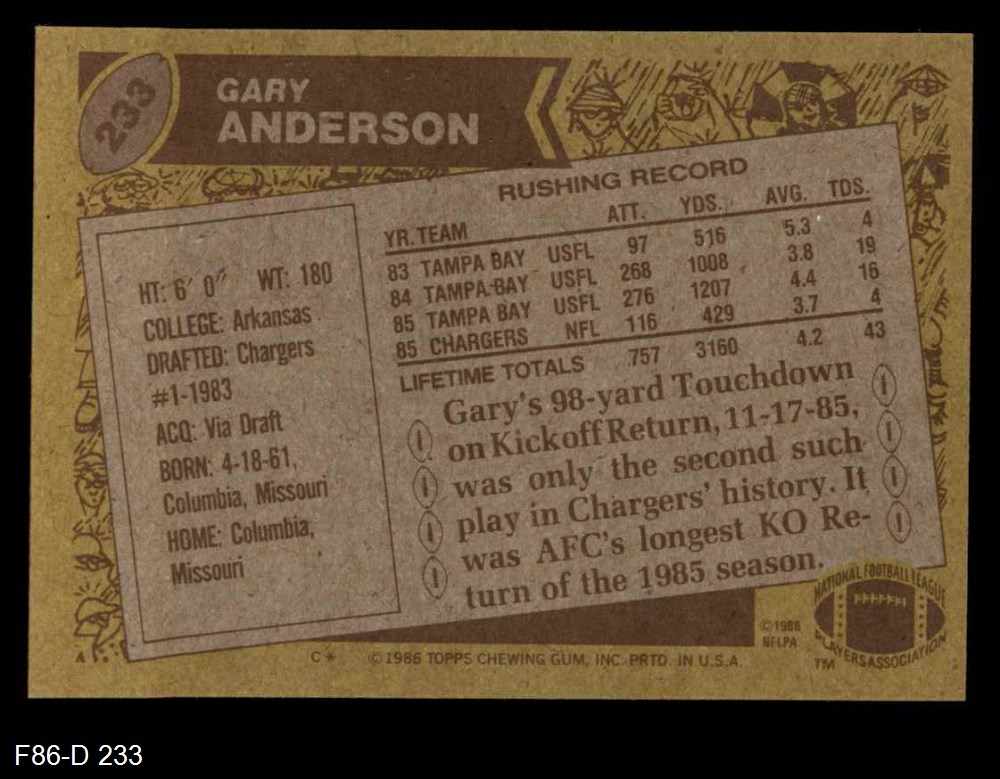 233
GARY
ANDERSON
RUSHING RECORD
YR. TEAM ATT. YDS. AVG. TDS.
83 TAMPA BAY USFL 97 516 5.3 4
84 TAMPA BAY USFL 268 1008 3.8 19
85 TAMPA BAY USFL 276 1207 4.4 16
85 CHARGERS NFL 116 429 3.7 4
LIFETIME TOTALS 757 3160 4.2 43
HT: 6′ 0″ WT: 180
COLLEGE: Arkansas
DRAFTED: Chargers
#1-1983
ACQ: Via Draft
BORN: 4-18-61,
Columbia, Missouri
HOME: Columbia,
Missouri
Gary's 98-yard Touchdown
on Kickoff Return, 11-17-85,
was only the second such
play in Chargers' history. It
was AFC's longest KO Re-
turn of the 1985 season.
NATIONAL FOOTBALL LEAGUE
PLAYERS ASSOCIATION
TM
© 1986
NFLPA
A
C* © 1986 TOPPS CHEWING GUM, INC. PRTD. IN U.S.A.
F86-D 233